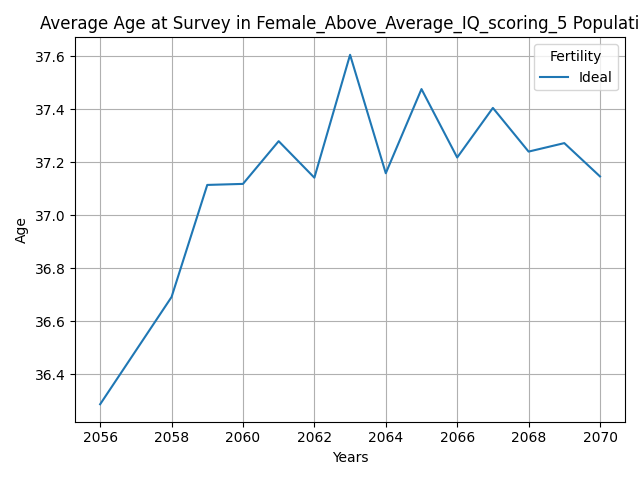 Average Age at Survey in Female_Above_Average_IQ_scoring_5 Populati
37.6
37.4
37.2
37.0
36.8
36.6
36.4
Age
Fertility
Ideal
2056 2058 2060 2062 2064 2066 2068 2070
Years